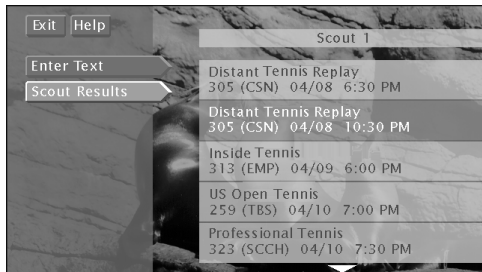 Exit Help
Scout 1
Enter Text
Scout Results
Distant Tennis Replay
305 (CSN) 04/08 6:30 PM
Distant Tennis Replay
305 (CSN) 04/08 10:30 PM
Inside Tennis
313 (EMP) 04/09 6:00 PM
US Open Tennis
259 (TBS) 04/10 7:00 PM
Professional Tennis
323 (SCCH) 04/10 7:30 PM